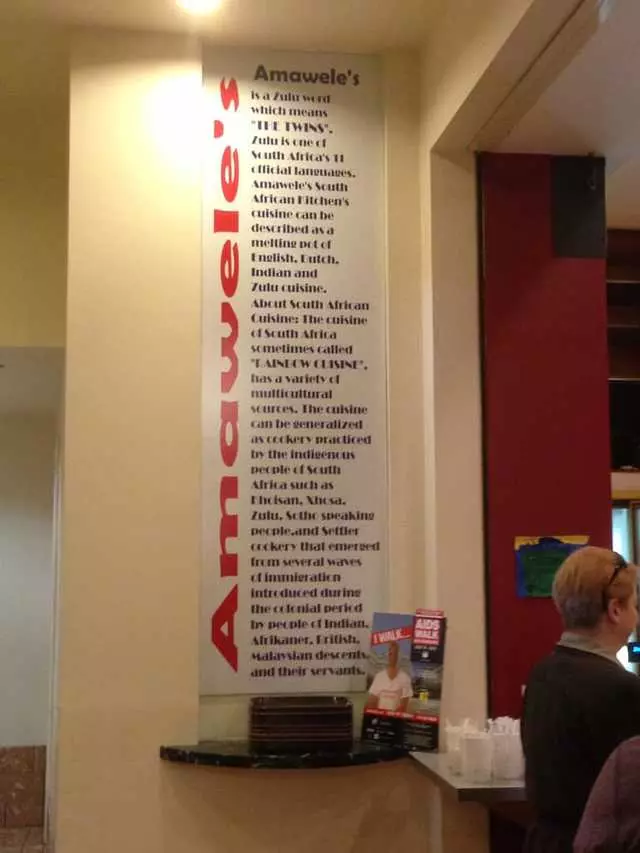 Amawele's
Amawele's
is a Zulu word
which means
"THE TWINS".
Zulu is one of
South Africa's 11
official languages.
Amawele's South
African Kitchen's
cuisine can be
described as a
melting pot of
English, Dutch,
Indian and
Zulu cuisine.
About South African
Cuisine: The cuisine
of South Africa
sometimes called
"RAINBOW CUISINE",
has a variety of
multicultural
sources. The cuisine
can be generalized
as cookery practiced
by the indigenous
people of South
Africa such as
Khoisan, Xhosa,
Zulu, Sotho speaking
people,and Settler
cookery that emerged
from several waves
of immigration
introduced during
the colonial period
by people of Indian,
Afrikaner, British,
Malaysian descents,
and their servants.
I WALK...
AIDS
WALK